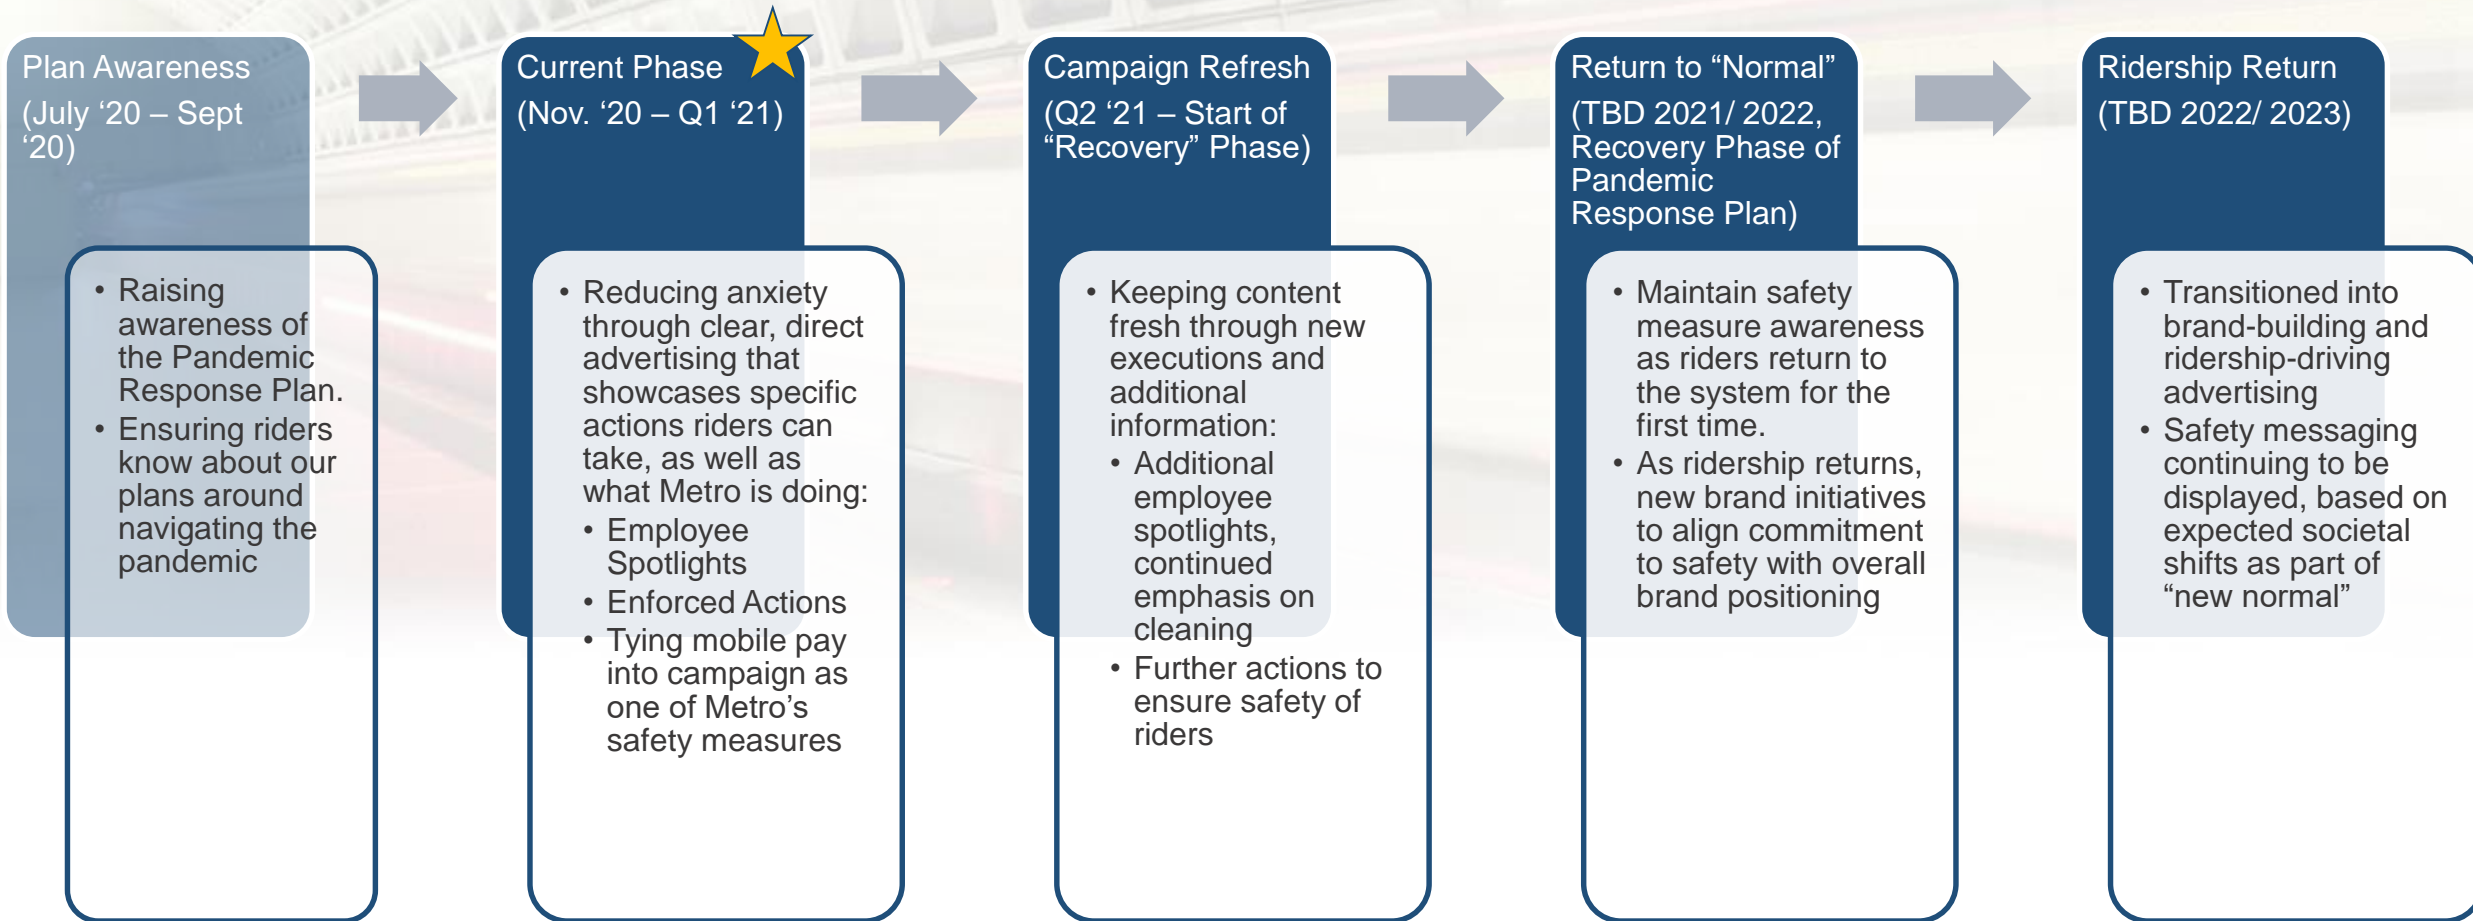 Plan Awareness
(July ‘20 – Sept
‘20)
• Raising
awareness of
the Pandemic
Response Plan.
• Ensuring riders
know about our
plans around
navigating the
pandemic
Current Phase
(Nov. ‘20 – Q1 ‘21)
• Reducing anxiety
through clear, direct
advertising that
showcases specific
actions riders can
take, as well as
what Metro is doing:
• Employee
Spotlights
• Enforced Actions
• Tying mobile pay
into campaign as
one of Metro’s
safety measures
Campaign Refresh
(Q2 ‘21 – Start of
“Recovery” Phase)
• Keeping content
fresh through new
executions and
additional
information:
• Additional
employee
spotlights,
continued
emphasis on
cleaning
• Further actions to
ensure safety of
riders
Return to “Normal”
(TBD 2021/ 2022,
Recovery Phase of
Pandemic
Response Plan)
• Maintain safety
measure awareness
as riders return to
the system for the
first time.
• As ridership returns,
new brand initiatives
to align commitment
to safety with overall
brand positioning
Ridership Return
(TBD 2022/ 2023)
• Transitioned into
brand-building and
ridership-driving
advertising
• Safety messaging
continuing to be
displayed, based on
expected societal
shifts as part of
“new normal”